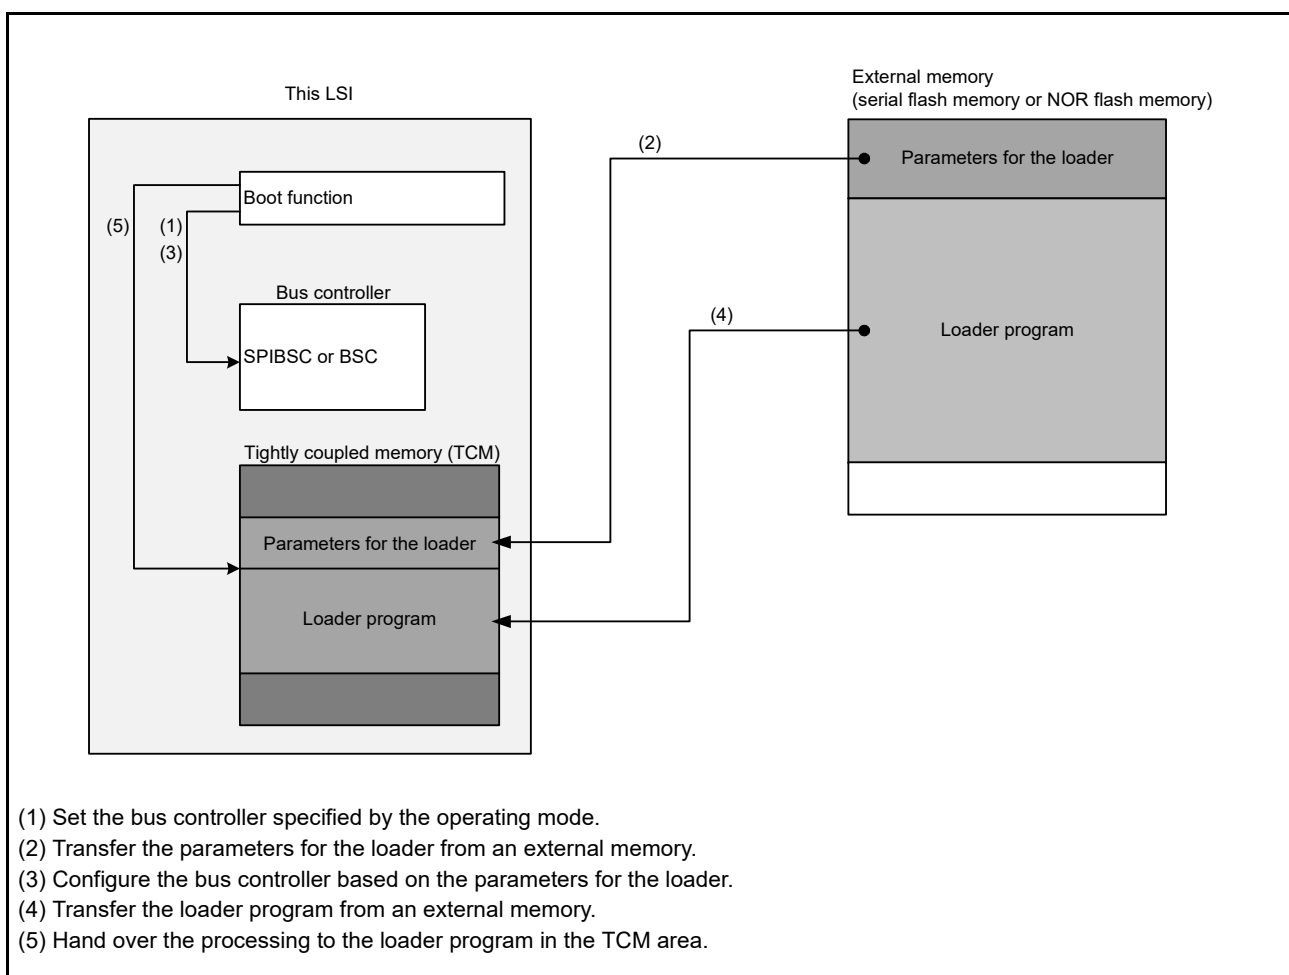 This LSI
External memory
(serial flash memory or NOR flash memory)
(2)
Parameters for the loader
Boot function
(5)
(1)
(3)
Bus controller
SPIBSC or BSC
(4)
Loader program
Tightly coupled memory (TCM)
Parameters for the loader
Loader program
(1) Set the bus controller specified by the operating mode.
(2) Transfer the parameters for the loader from an external memory.
(3) Configure the bus controller based on the parameters for the loader.
(4) Transfer the loader program from an external memory.
(5) Hand over the processing to the loader program in the TCM area.